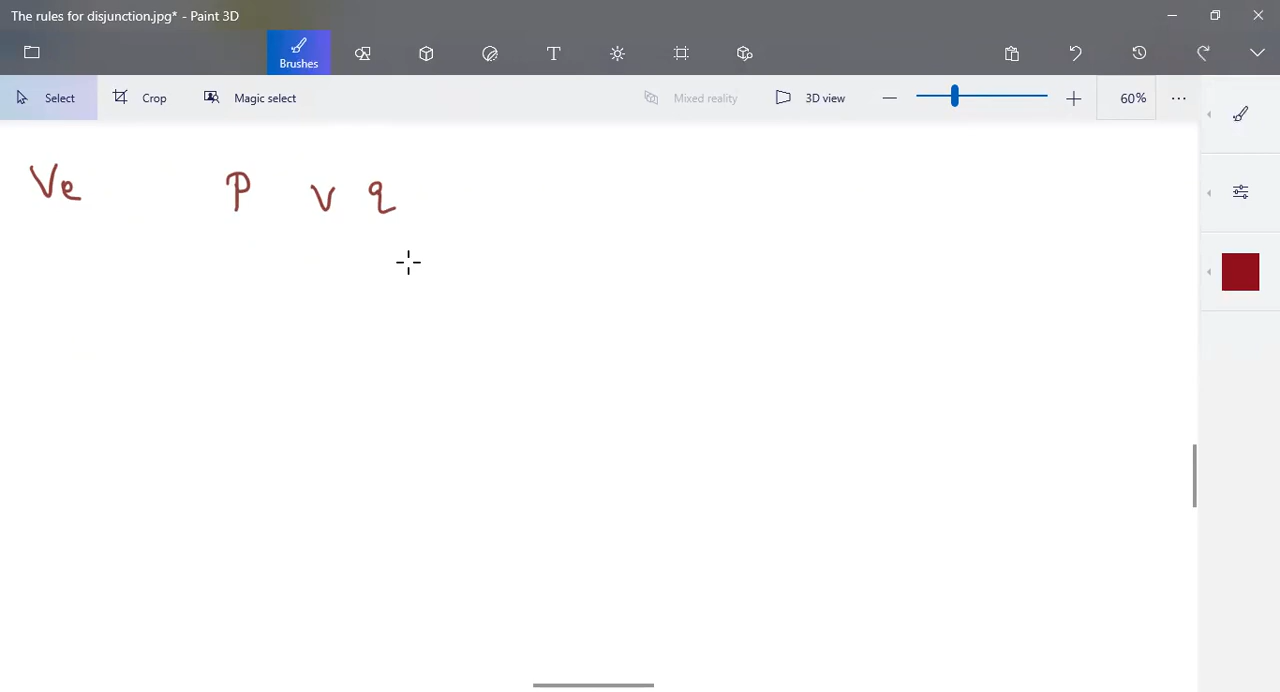 The rules for disjunction.jpg* - Paint 3D
Brushes
Select Crop Magic select Mixed reality 3D view 60%
Ve p v q